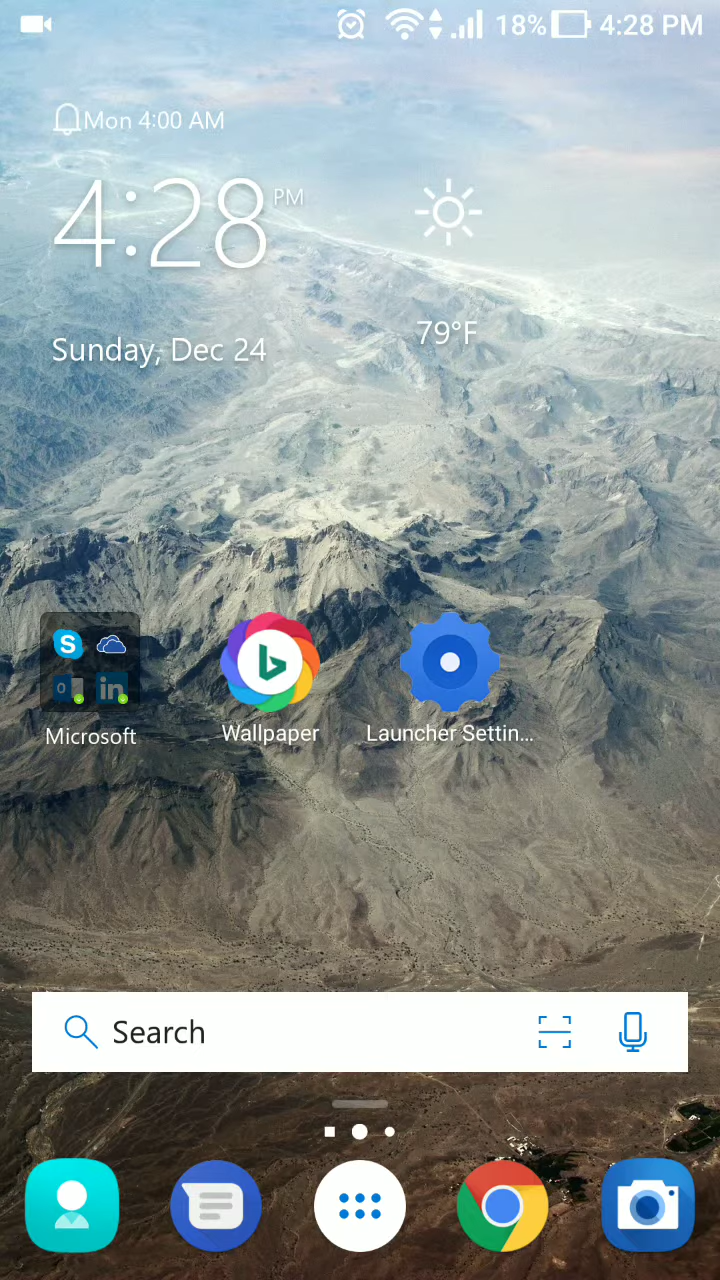 18% 4:28 PM
Mon 4:00 AM
4:28 PM
Sunday, Dec 24
79°F
Microsoft
Wallpaper
Launcher Settin...
Search